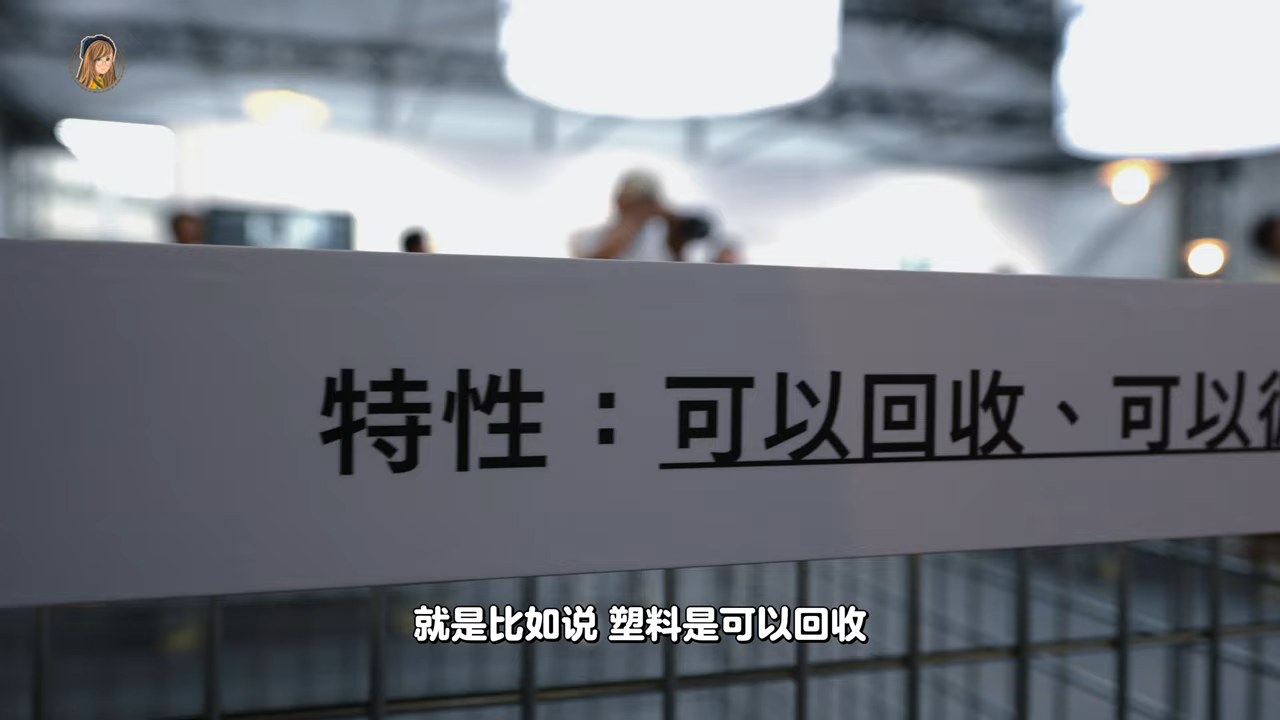 特性：可以回收、可以
就是比如说 塑料是可以回收